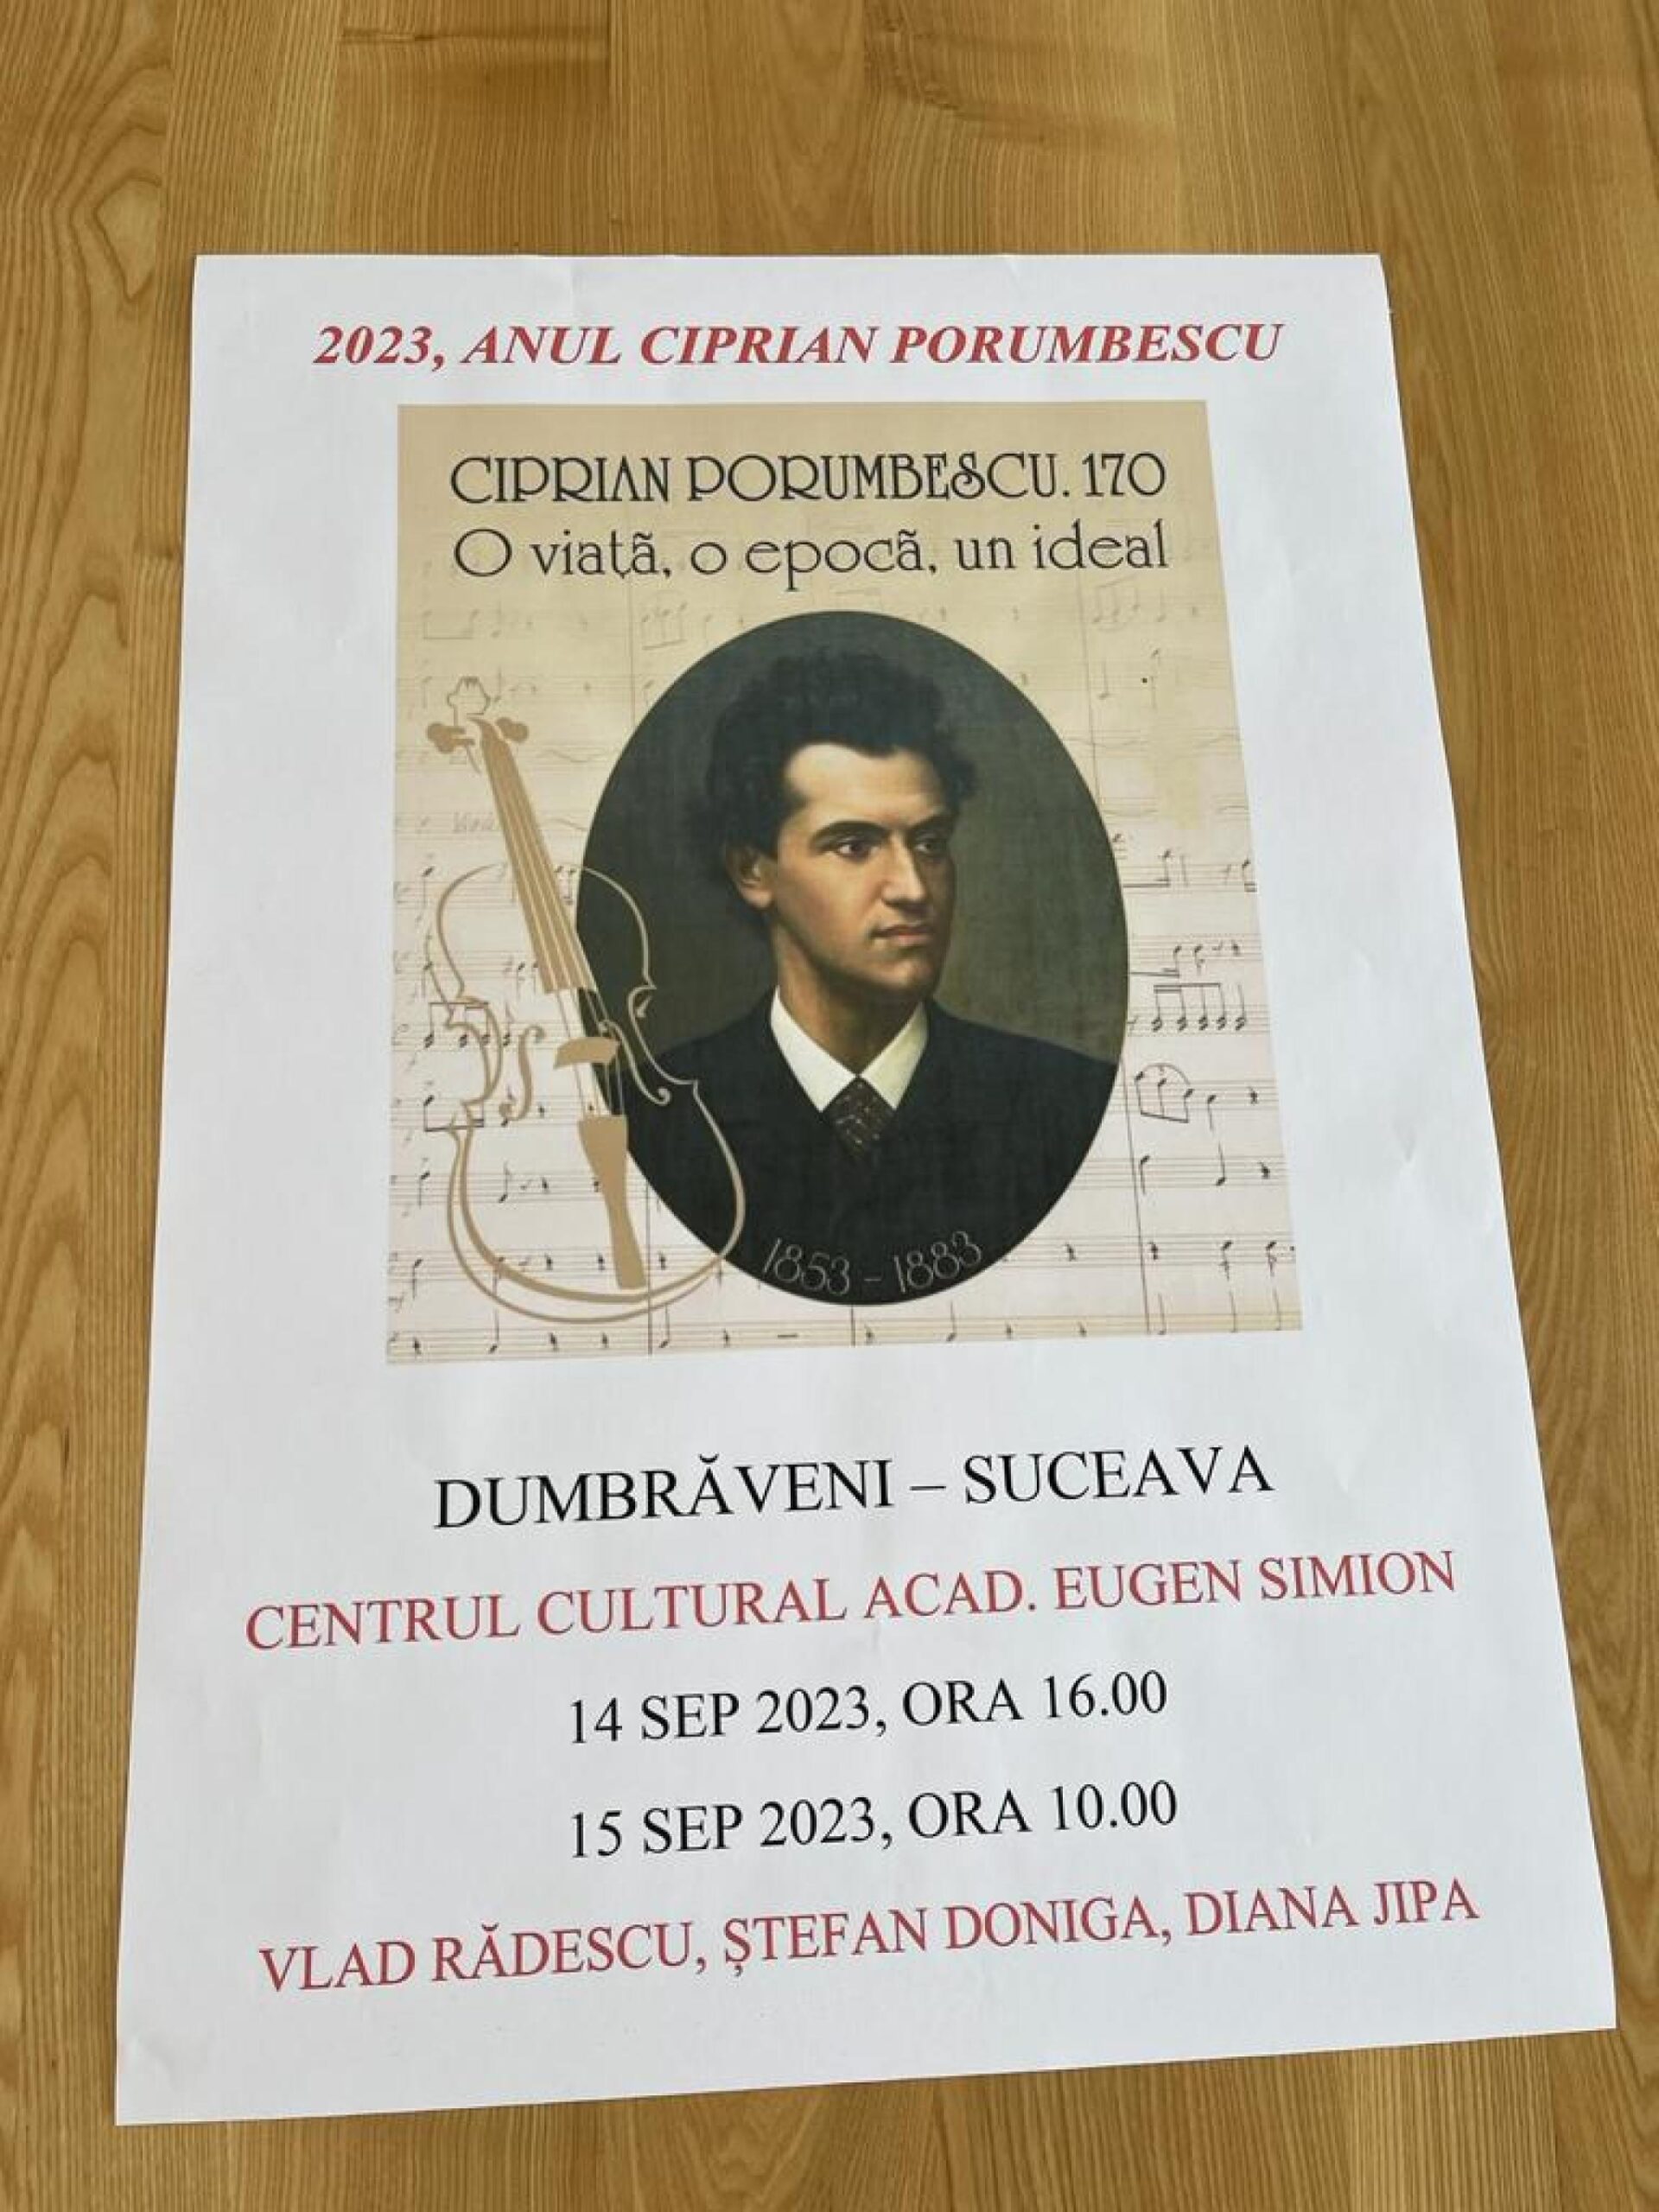 2023, ANUL CIPRIAN PORUMBESCU
CIPRIAN PORUMBESCU. 170
O viață, o epocă, un ideal
1853 - 1883
DUMBRĂVENI – SUCEAVA
CENTRUL CULTURAL ACAD. EUGEN SIMION
14 SEP 2023, ORA 16.00
15 SEP 2023, ORA 10.00
VLAD RĂDESCU, ȘTEFAN DONIGA, DIANA JIPA